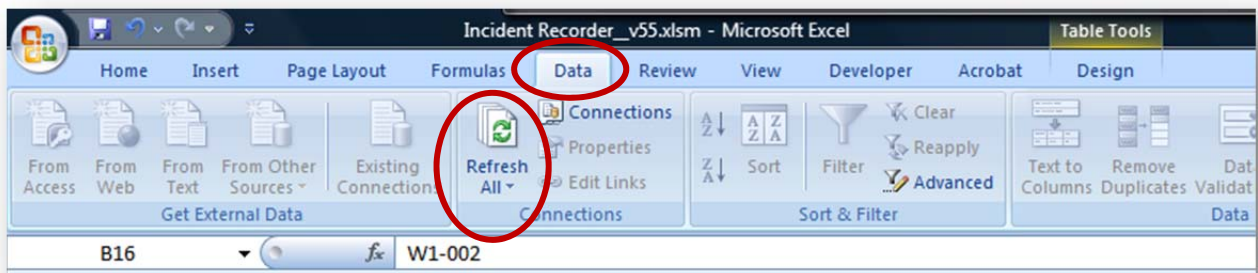 Incident Recorder__v55.xlsm - Microsoft Excel
Table Tools
Home Insert Page Layout Formulas Data Review View Developer Acrobat Design
From Access
From Web
From Text
From Other Sources
Existing Connections
Get External Data
Refresh All
Connections
Properties
Edit Links
Connections
A Z
Z A
A Z
Z A
Sort
Filter
Clear
Reapply
Advanced
Sort & Filter
Text to Columns
Remove Duplicates
Dat
Validat
Data
B16
fx
W1-002